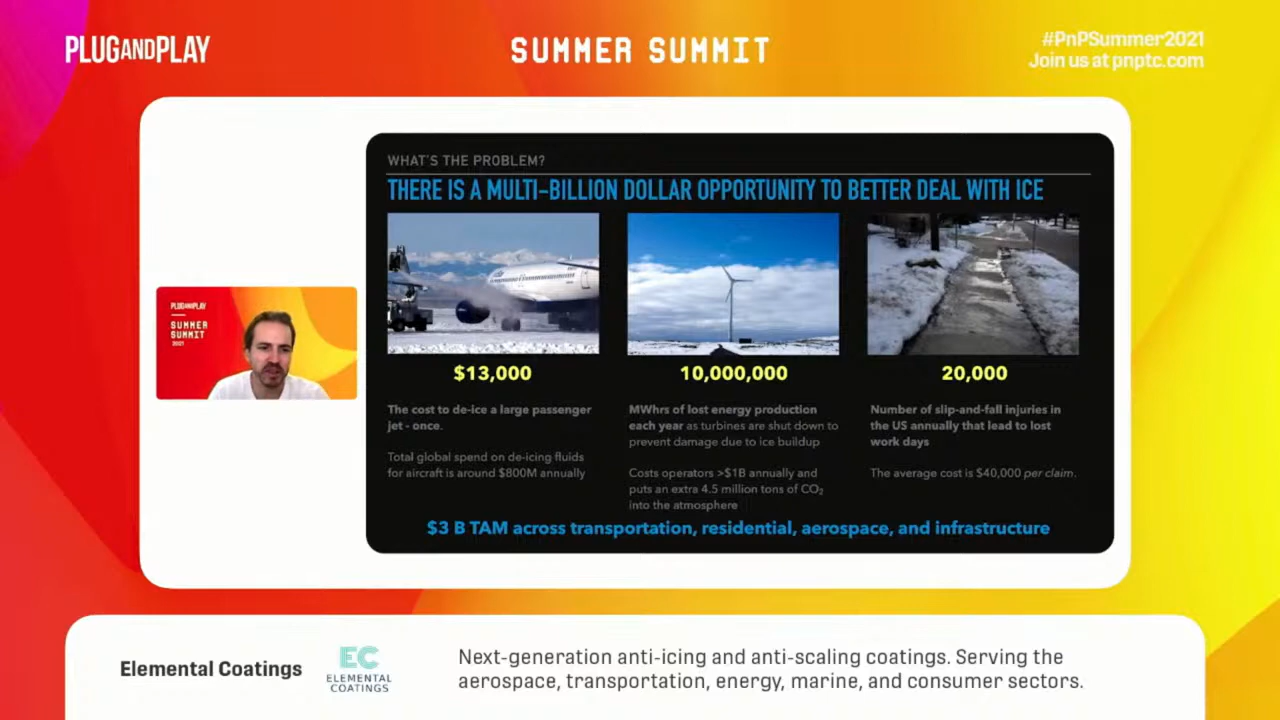 PLUGANDPLAY
SUMMER SUMMIT
#PnPSummer2021
Join us at pnptc.com
PLUGANDPLAY
SUMMER
SUMMIT
2021
WHAT'S THE PROBLEM?
THERE IS A MULTI-BILLION DOLLAR OPPORTUNITY TO BETTER DEAL WITH ICE
$13,000
The cost to de-ice a large passenger
jet - once.
Total global spend on de-icing fluids
for aircraft is around $800M annually
10,000,000
MWhrs of lost energy production
each year as turbines are shut down to
prevent damage due to ice buildup
Costs operators >$1B annually and
puts an extra 4.5 million tons of CO₂
into the atmosphere
20,000
Number of slip-and-fall injuries in
the US annually that lead to lost
work days
The average cost is $40,000 per claim.
$3 B TAM across transportation, residential, aerospace, and infrastructure
Elemental Coatings
EC
ELEMENTAL
COATINGS
Next-generation anti-icing and anti-scaling coatings. Serving the
aerospace, transportation, energy, marine, and consumer sectors.